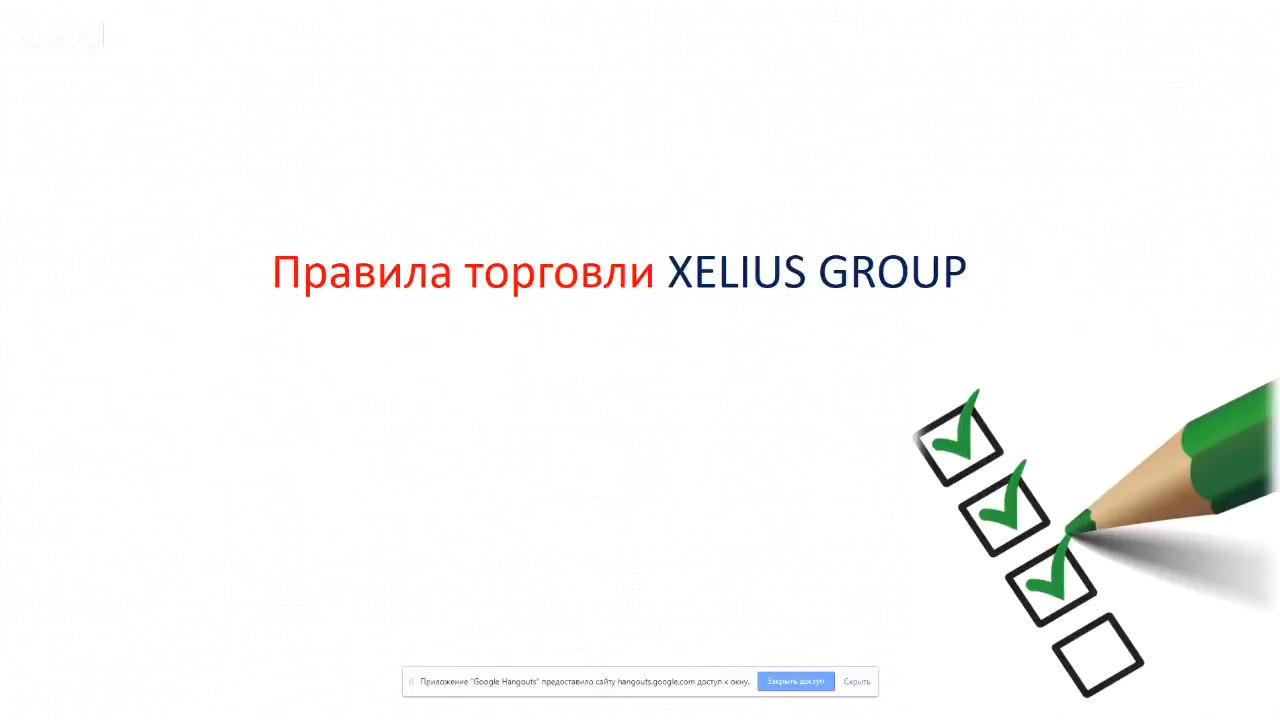 Правила торговли XELIUS GROUP
Приложение "Google Hangouts" предоставило сайту hangouts.google.com доступ к окну.
Закрыть доступ
Скрыть